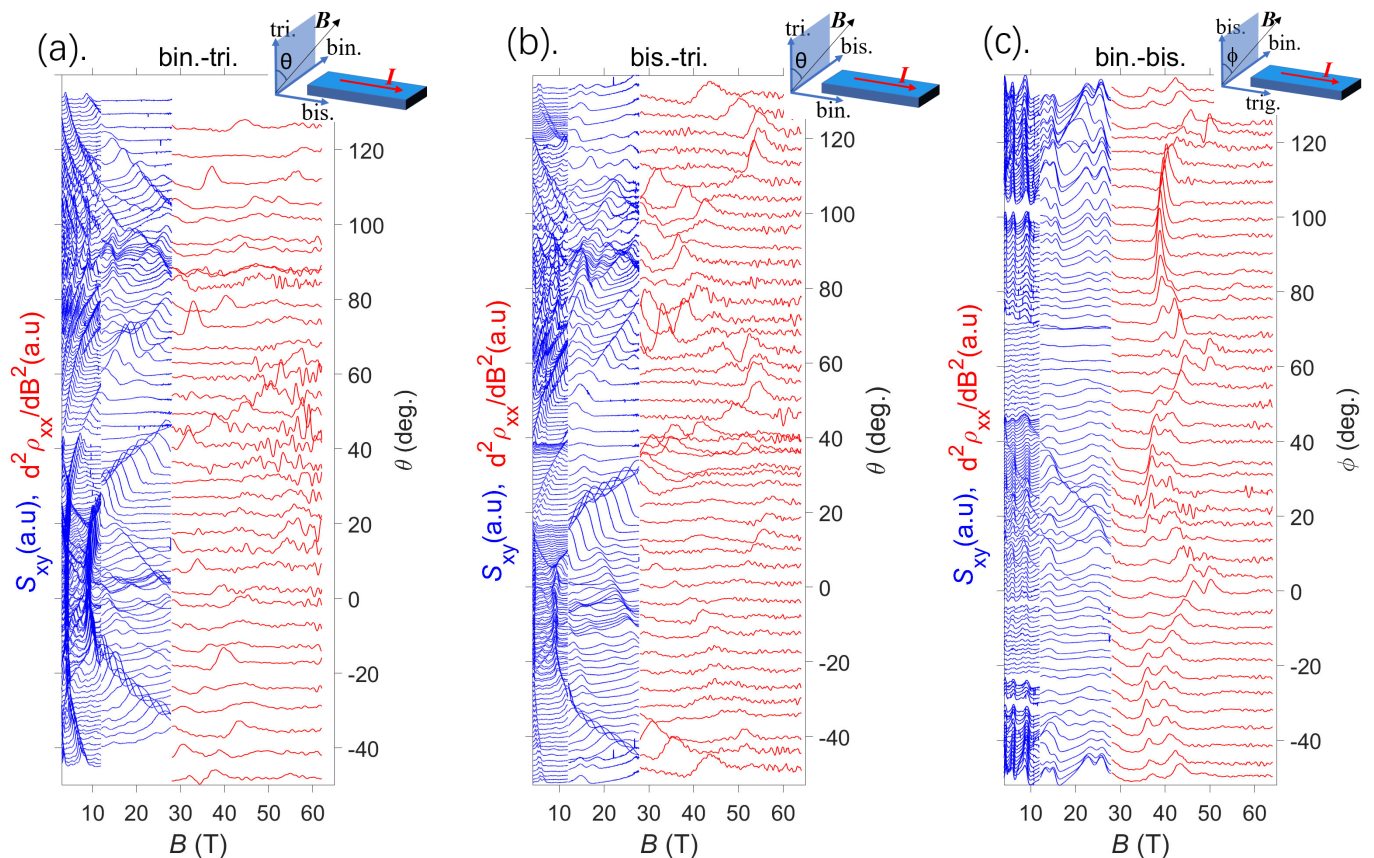 (a).
bin.-tri.
tri.
B
bin.
θ
I
bis.
S_xy(a.u), d²ρ_xx/dB²(a.u)
120
100
80
60
40
20
0
-20
-40
θ (deg.)
10 20 30 40 50 60
B (T)
(b).
bis.-tri.
tri.
B
bis.
θ
I
bin.
S_xy(a.u), d²ρ_xx/dB²(a.u)
120
100
80
60
40
20
0
-20
-40
θ (deg.)
10 20 30 40 50 60
B (T)
(c).
bin.-bis.
bis.
B
bin.
ϕ
I
trig.
S_xy(a.u), d²ρ_xx/dB²(a.u)
120
100
80
60
40
20
0
-20
-40
ϕ (deg.)
10 20 30 40 50 60
B (T)